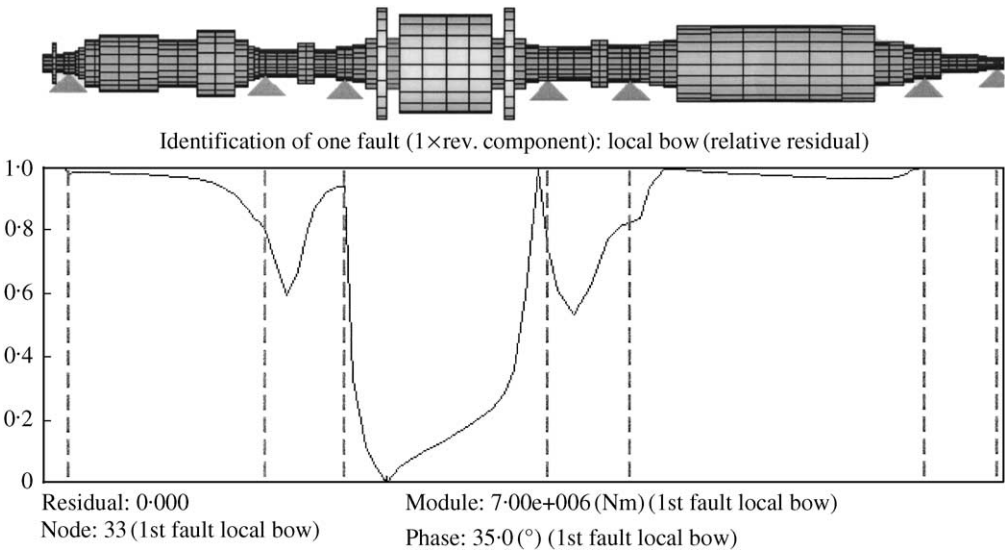 Identification of one fault (1×rev. component): local bow (relative residual)
1·0
0·8
0·6
0·4
0·2
0
Residual: 0·000
Node: 33 (1st fault local bow)
Module: 7·00e+006 (Nm) (1st fault local bow)
Phase: 35·0 (°) (1st fault local bow)